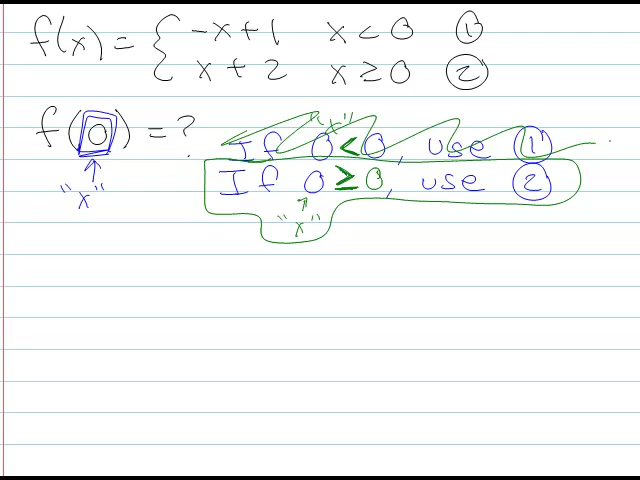 f(x) = { -x+1 x < 0 ①
x + 2 x ≥ 0 ②
f(0) = ?
"x"
"x"
If 0 < 0, use ①
If 0 ≥ 0, use ②
"x"